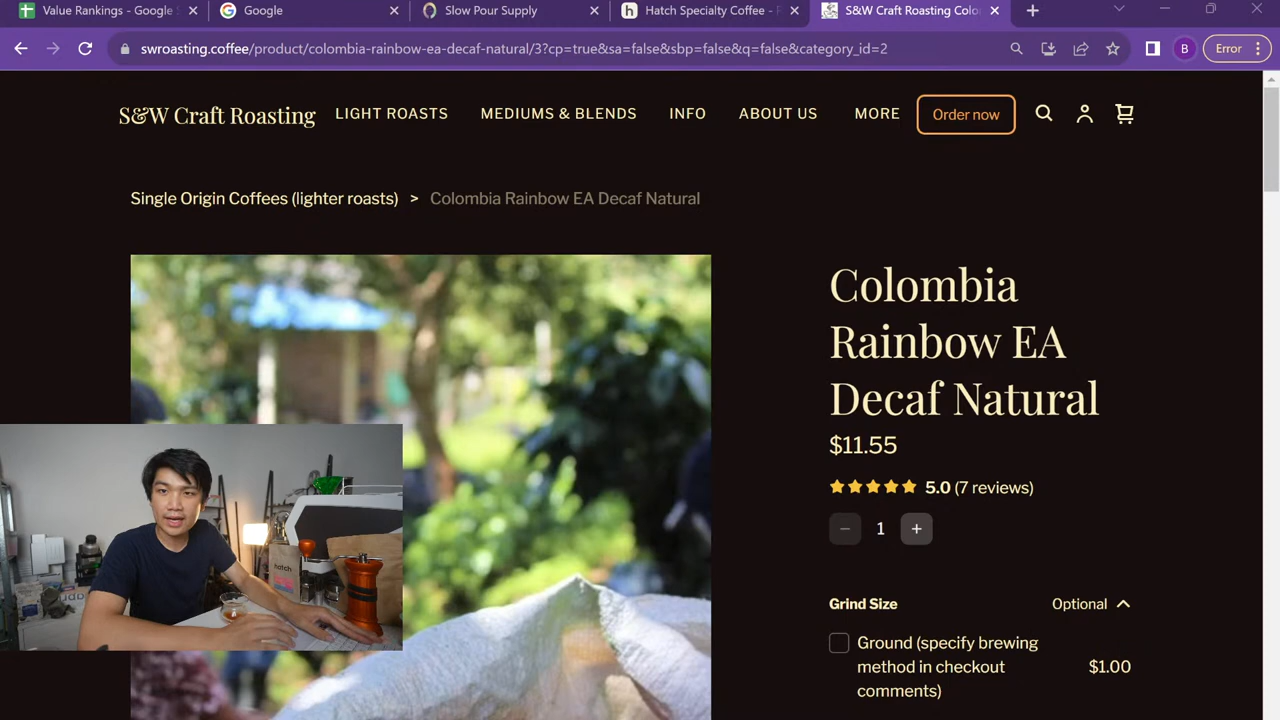 Value Rankings - Google
Google
Slow Pour Supply
Hatch Specialty Coffee -
S&W Craft Roasting Colo
swroasting.coffee/product/colombia-rainbow-ea-decaf-natural/3?cp=true&sa=false&sbp=false&q=false&category_id=2
B
Error
S&W Craft Roasting
LIGHT ROASTS
MEDIUMS & BLENDS
INFO
ABOUT US
MORE
Order now
Single Origin Coffees (lighter roasts) > Colombia Rainbow EA Decaf Natural
Colombia
Rainbow EA
Decaf Natural
$11.55
5.0 (7 reviews)
− 1 +
Grind Size Optional
Ground (specify brewing
method in checkout $1.00
comments)
hatch